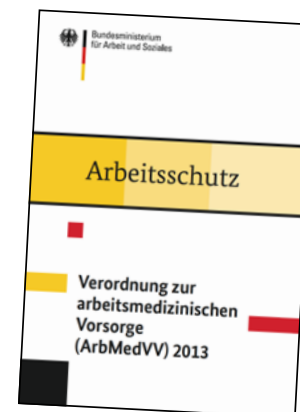 Bundesministerium
für Arbeit und Soziales
Arbeitsschutz
Verordnung zur
arbeitsmedizinischen
Vorsorge
(ArbMedVV) 2013